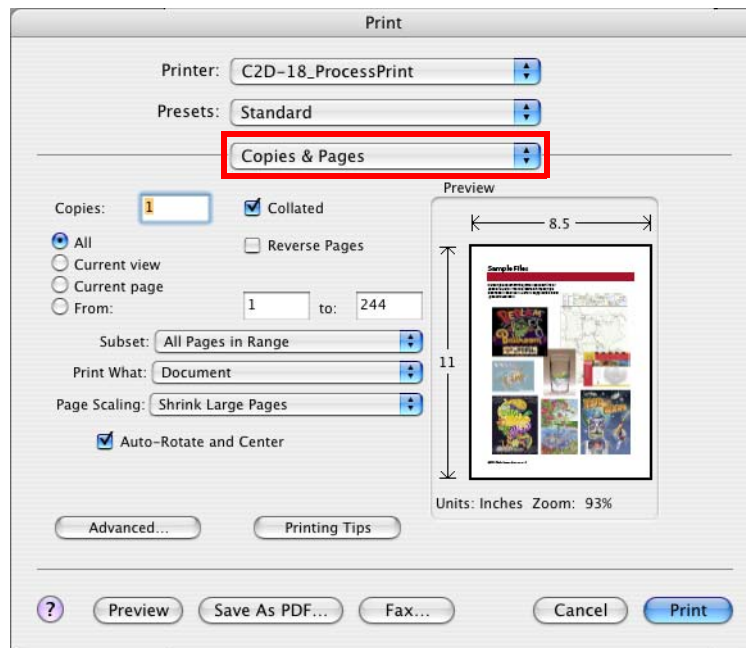 Print
Printer: C2D-18_ProcessPrint
Presets: Standard
Copies & Pages
Copies: 1 Collated
All Reverse Pages
Current view
Current page
From: 1 to: 244
Subset: All Pages in Range
Print What: Document
Page Scaling: Shrink Large Pages
Auto-Rotate and Center
Preview
8.5
11
Sample Files
Units: Inches Zoom: 93%
Advanced... Printing Tips
? Preview Save As PDF... Fax... Cancel Print